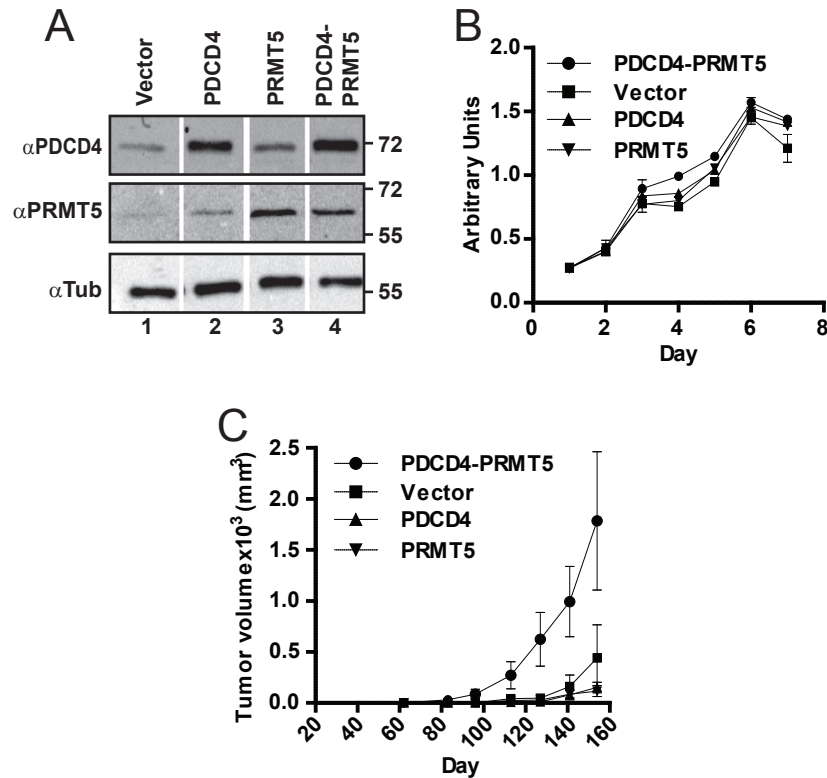 A
Vector
PDCD4
PRMT5
PDCD4-
PRMT5
αPDCD4
72
αPRMT5
72
55
αTub
55
1 2 3 4
B
PDCD4-PRMT5
Vector
PDCD4
PRMT5
Arbitrary Units
2.0
1.5
1.0
0.5
0.0
0 2 4 6 8
Day
C
PDCD4-PRMT5
Vector
PDCD4
PRMT5
Tumor volumex10³ (mm³)
2.5
2.0
1.5
1.0
0.5
0.0
20 40 60 80 100 120 140 160
Day